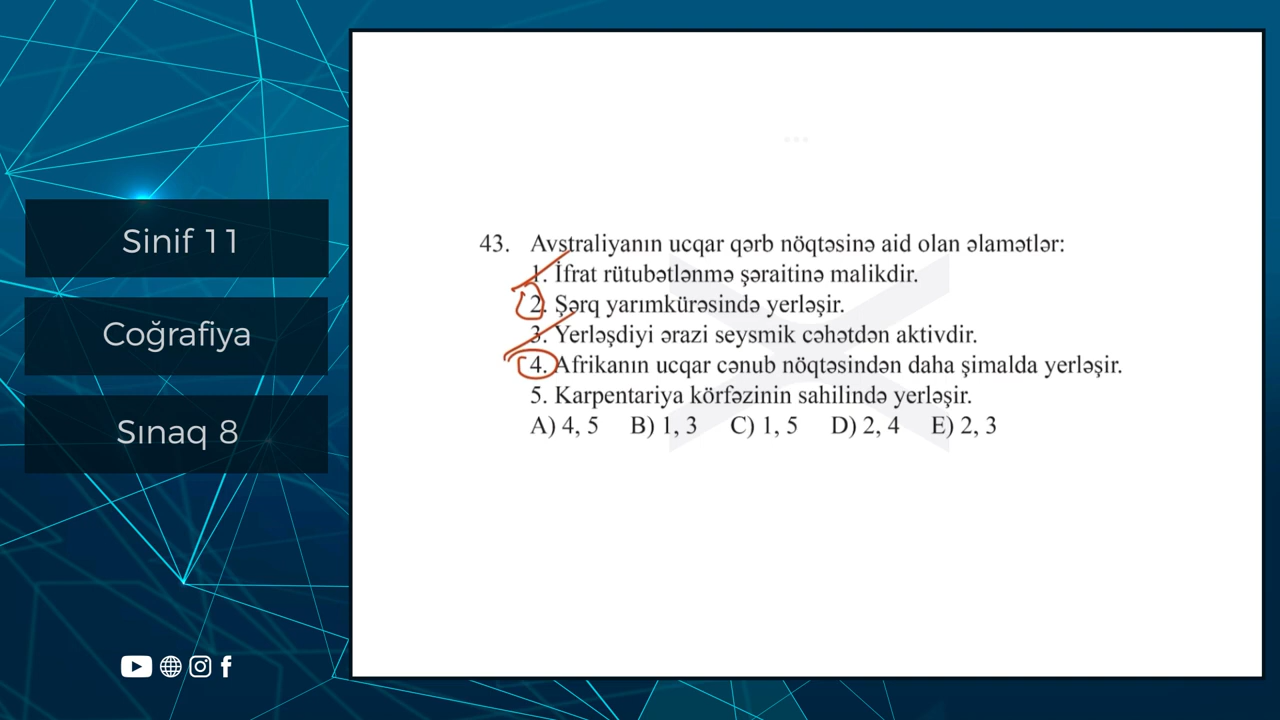 Sinif 11
Coğrafiya
Sınaq 8
43. Avstraliyanın ucqar qərb nöqtəsinə aid olan əlamətlər:
1. İfrat rütubətlənmə şəraitinə malikdir.
2. Şərq yarımkürəsində yerləşir.
3. Yerləşdiyi ərazi seysmik cəhətdən aktivdir.
4. Afrikanın ucqar cənub nöqtəsindən daha şimalda yerləşir.
5. Karpentariya körfəzinin sahilində yerləşir.
A) 4, 5 B) 1, 3 C) 1, 5 D) 2, 4 E) 2, 3